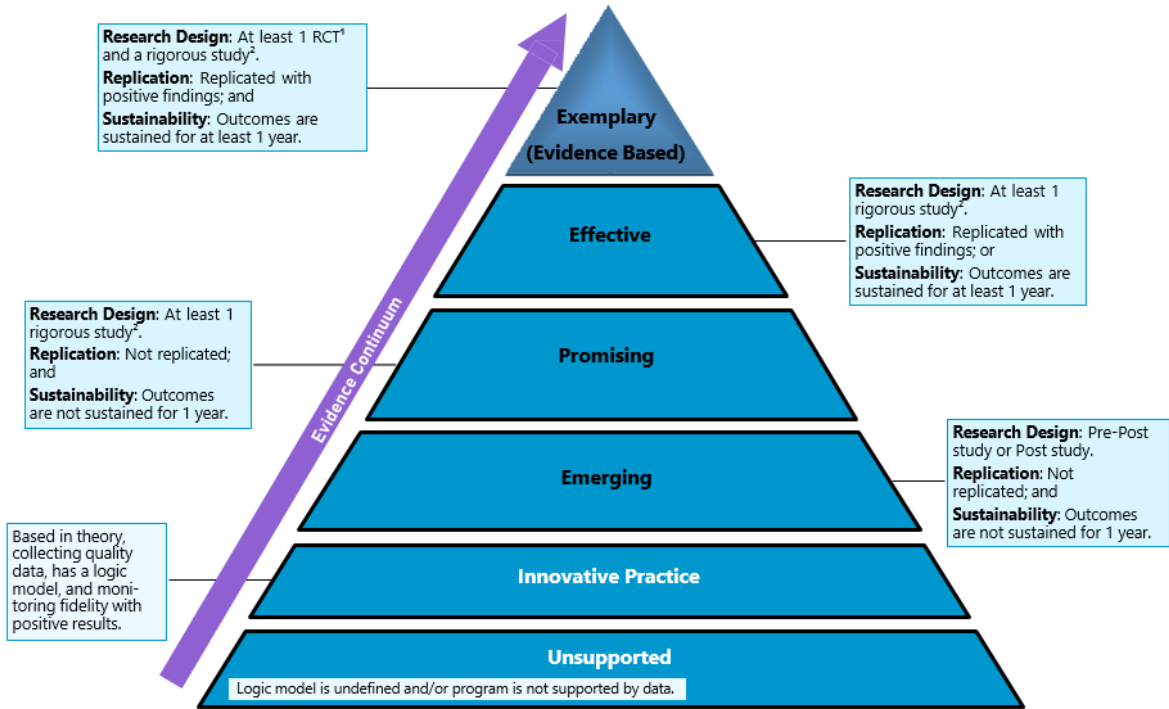 Research Design: At least 1 RCT¹
and a rigorous study².
Replication: Replicated with
positive findings; and
Sustainability: Outcomes are
sustained for at least 1 year.
Exemplary
(Evidence Based)
Research Design: At least 1
rigorous study².
Replication: Replicated with
positive findings; or
Sustainability: Outcomes are
sustained for at least 1 year.
Effective
Evidence Continuum
Research Design: At least 1
rigorous study².
Replication: Not replicated;
and
Sustainability: Outcomes
are not sustained for 1 year.
Promising
Research Design: Pre-Post
study or Post study.
Replication: Not
replicated; and
Sustainability: Outcomes
are not sustained for 1 year.
Emerging
Based in theory,
collecting quality
data, has a logic
model, and moni-
toring fidelity with
positive results.
Innovative Practice
Unsupported
Logic model is undefined and/or program is not supported by data.